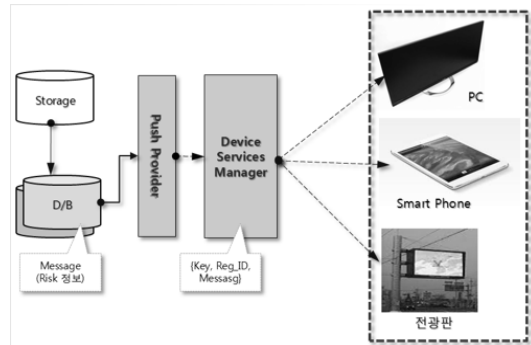 Storage
D/B
Message
(Risk 정보)
Push Provider
Device
Services
Manager
{Key, Reg_ID,
Messasg}
PC
Smart Phone
전광판